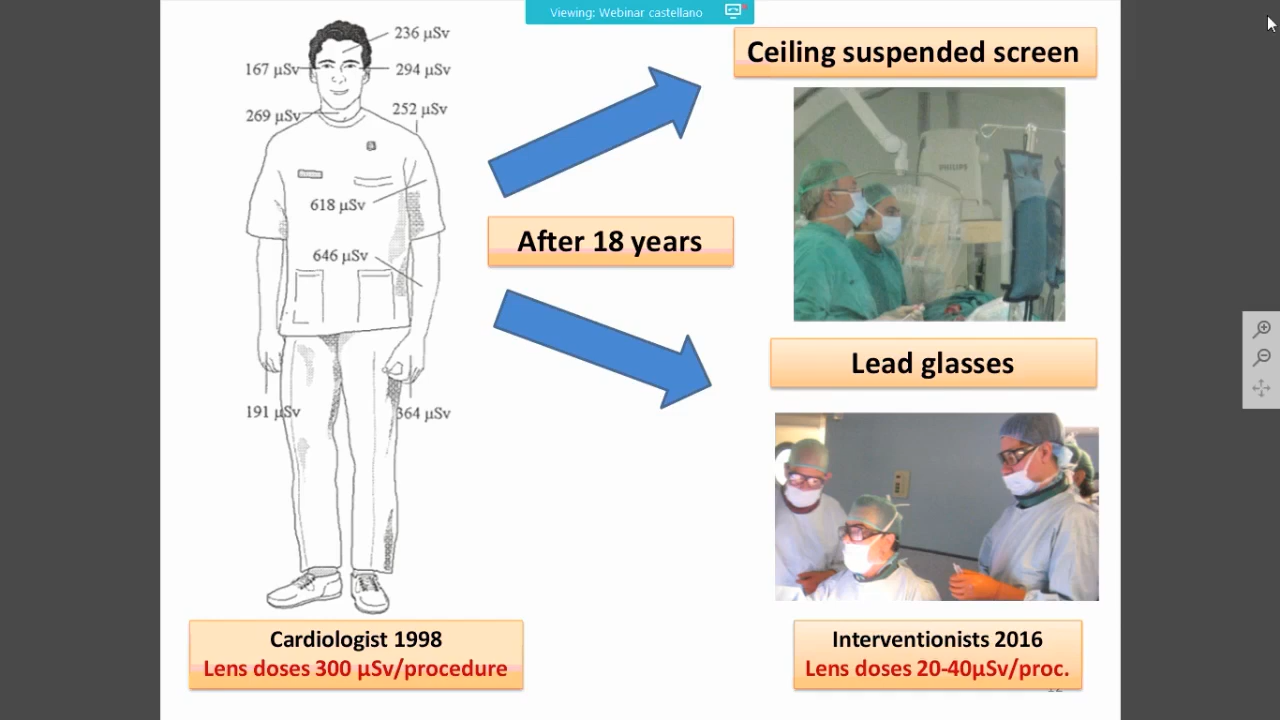 Viewing: Webinar castellano
236 µSv
167 µSv
294 µSv
269 µSv
252 µSv
618 µSv
646 µSv
191 µSv
364 µSv
Cardiologist 1998
Lens doses 300 µSv/procedure
After 18 years
Ceiling suspended screen
PHILIPS
Lead glasses
Interventionists 2016
Lens doses 20-40µSv/proc.
12